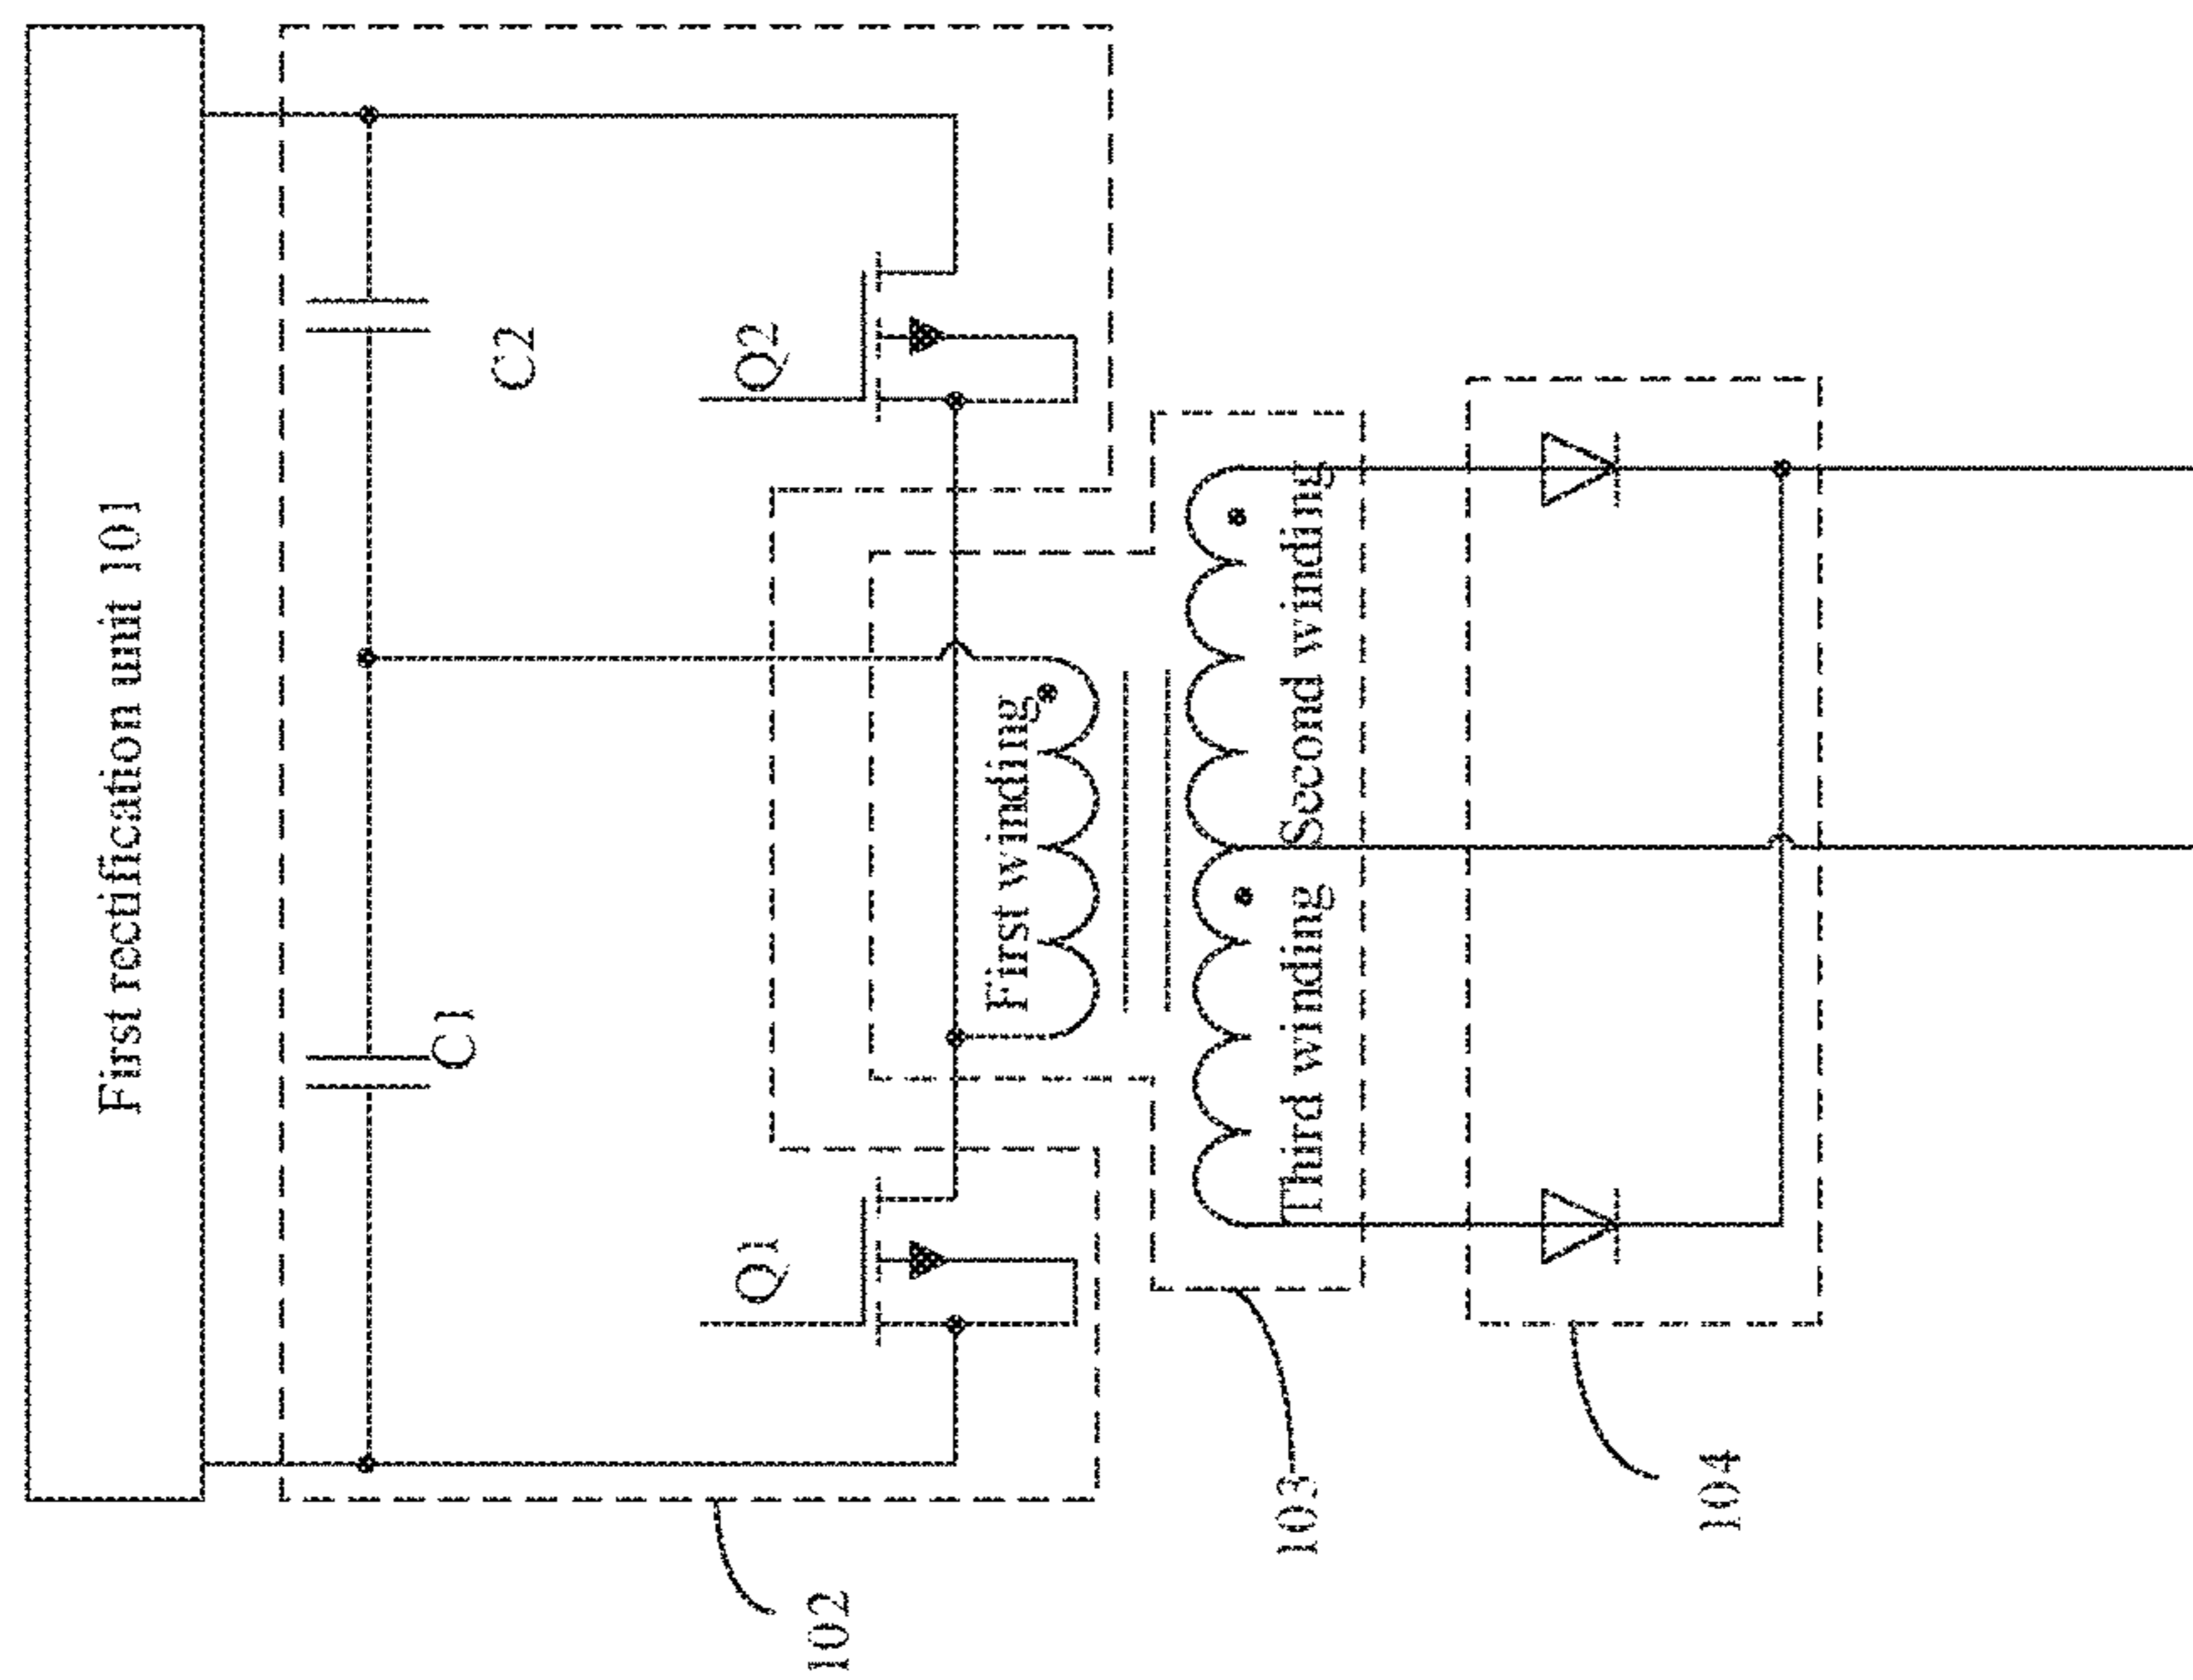 First rectification unit 101
C1
C2
Q1
Q2
First winding
Third winding
Second winding
102
103
104